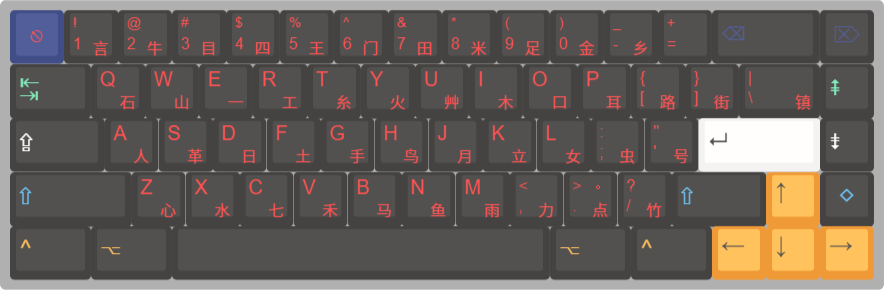 ! @ # $ % ^ & * ( ) _ +
1 言 2 牛 3 目 4 四 5 王 6 门 7 田 8 米 9 足 0 金 - 乡 =
Q W E R T Y U I O P { } |
石 山 一 工 糸 火 艸 木 口 耳 [ 路 ] 街 \ 镇
A S D F G H J K L : "
人 革 日 土 手 鸟 月 立 女 ; 虫 ' 号
Z X C V B N M < > ° ?
心 水 七 禾 马 鱼 雨 , 力 . 点 / 竹
^ ⌥ ⌥ ^